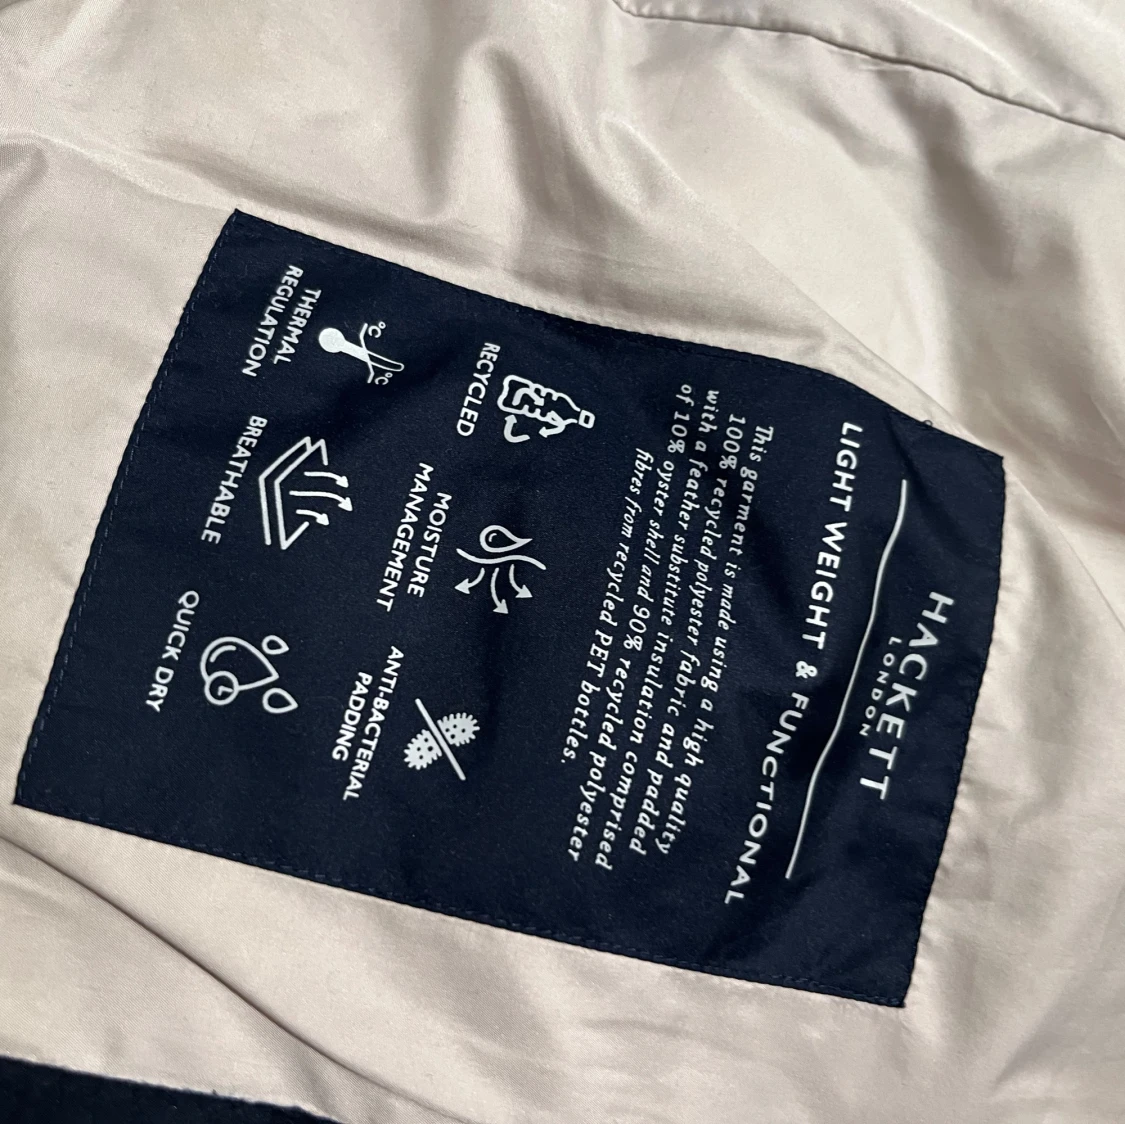 HACKETT
LONDON
LIGHT WEIGHT & FUNCTIONAL
This garment is made using a high quality
100% recycled polyester fabric and padded
with a feather substitute insulation comprised
of 10% oyster shell and 90% recycled polyester
fibres from recycled PET bottles.
RECYCLED
MOISTURE
MANAGEMENT
ANTI-BACTERIAL
PADDING
°C
°C
THERMAL
REGULATION
BREATHABLE
QUICK DRY